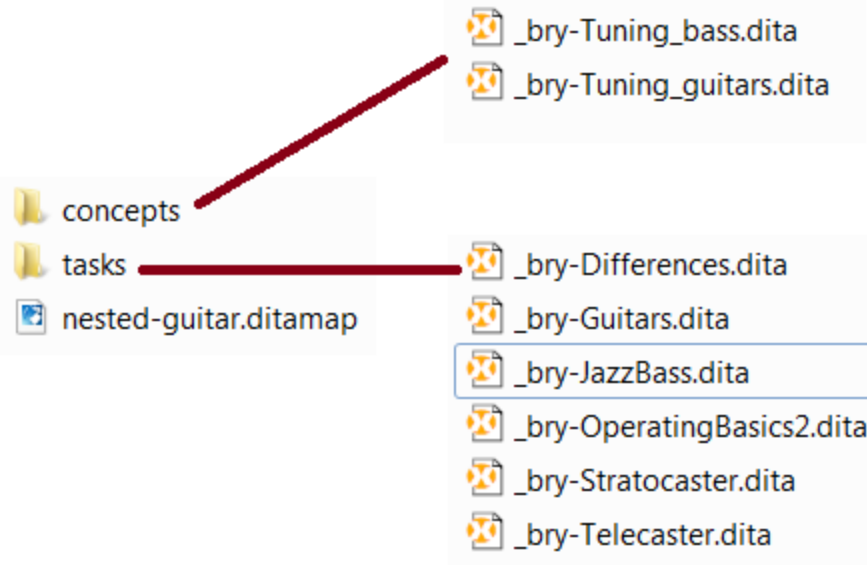 concepts
tasks
nested-guitar.ditamap
_bry-Tuning_bass.dita
_bry-Tuning_guitars.dita
_bry-Differences.dita
_bry-Guitars.dita
_bry-JazzBass.dita
_bry-OperatingBasics2.dita
_bry-Stratocaster.dita
_bry-Telecaster.dita